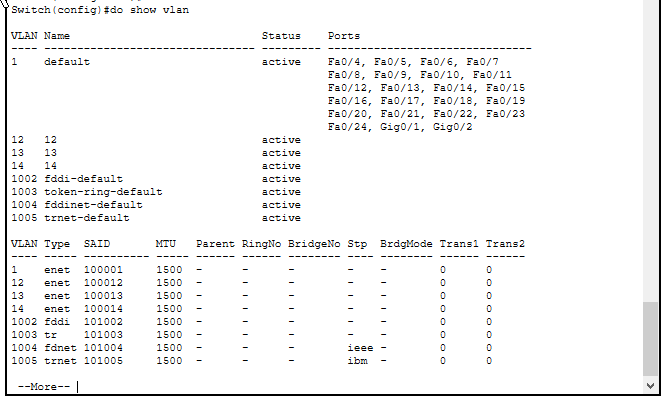 Switch(config)#do show vlan
VLAN Name                             Status    Ports
---- -------------------------------- --------- -------------------------------
1    default                          active    Fa0/4, Fa0/5, Fa0/6, Fa0/7
                                                Fa0/8, Fa0/9, Fa0/10, Fa0/11
                                                Fa0/12, Fa0/13, Fa0/14, Fa0/15
                                                Fa0/16, Fa0/17, Fa0/18, Fa0/19
                                                Fa0/20, Fa0/21, Fa0/22, Fa0/23
                                                Fa0/24, Gig0/1, Gig0/2
12   12                               active
13   13                               active
14   14                               active
1002 fddi-default                     active
1003 token-ring-default               active
1004 fddinet-default                  active
1005 trnet-default                    active
VLAN Type  SAID       MTU   Parent RingNo BridgeNo Stp  BrdgMode Trans1 Trans2
---- ----- ---------- ----- ------ ------ -------- ---- -------- ------ ------
1    enet  100001     1500  -      -      -        -    -        0      0
12   enet  100012     1500  -      -      -        -    -        0      0
13   enet  100013     1500  -      -      -        -    -        0      0
14   enet  100014     1500  -      -      -        -    -        0      0
1002 fddi  101002     1500  -      -      -        -    -        0      0
1003 tr    101003     1500  -      -      -        -    -        0      0
1004 fdnet 101004     1500  -      -      -        ieee -        0      0
1005 trnet 101005     1500  -      -      -        ibm  -        0      0
--More--